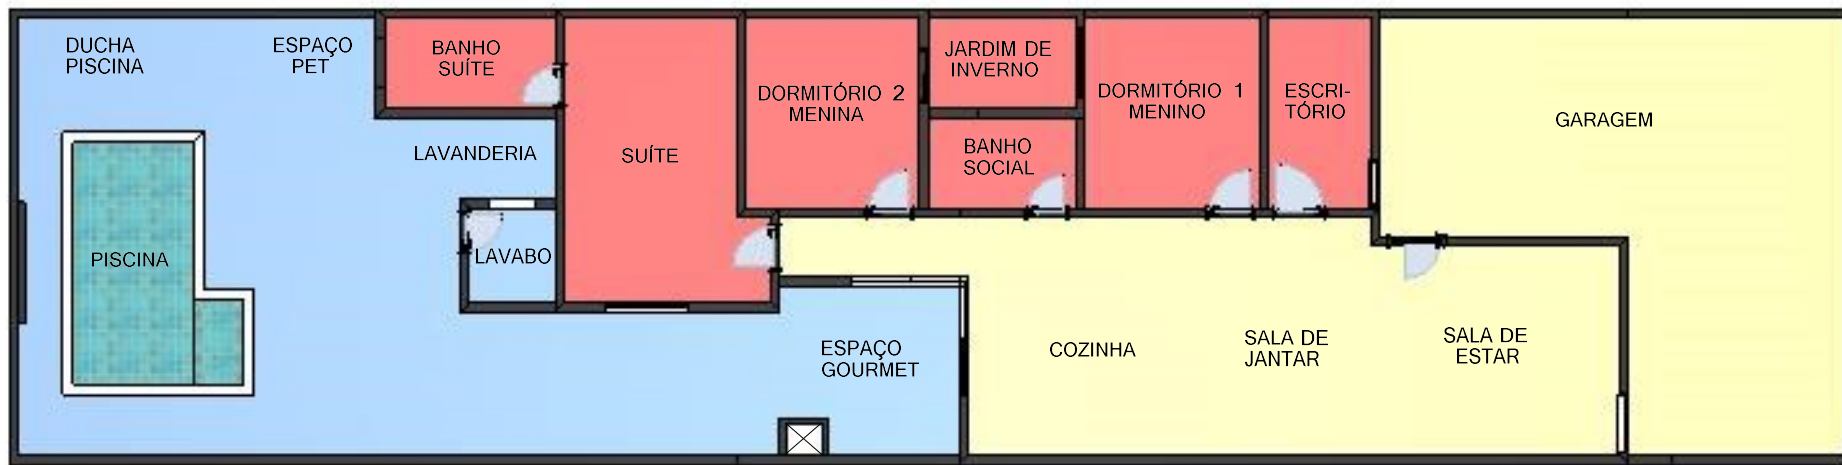 DUCHA
PISCINA
ESPAÇO
PET
BANHO
SUÍTE
LAVANDERIA
PISCINA
LAVABO
SUÍTE
DORMITÓRIO 2
MENINA
JARDIM DE
INVERNO
BANHO
SOCIAL
DORMITÓRIO 1
MENINO
ESCRI-
TÓRIO
GARAGEM
ESPAÇO
GOURMET
COZINHA
SALA DE
JANTAR
SALA DE
ESTAR